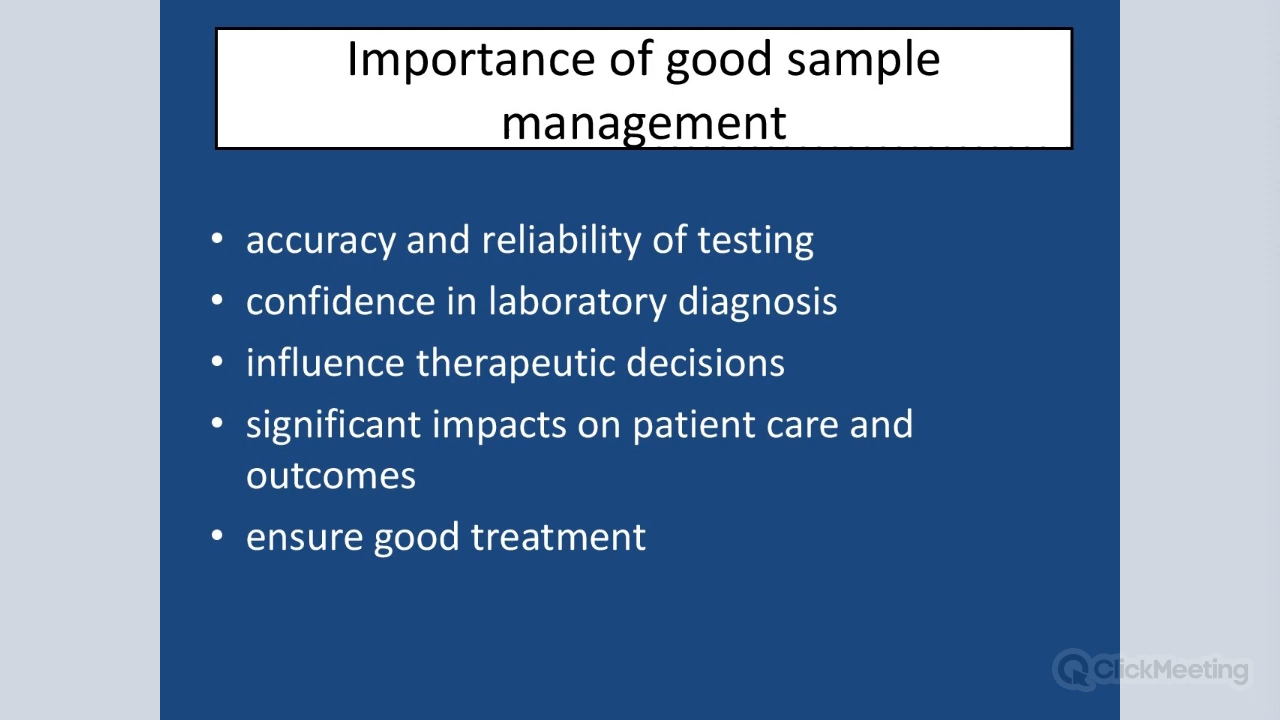 Importance of good sample
management
• accuracy and reliability of testing
• confidence in laboratory diagnosis
• influence therapeutic decisions
• significant impacts on patient care and
outcomes
• ensure good treatment
ClickMeeting